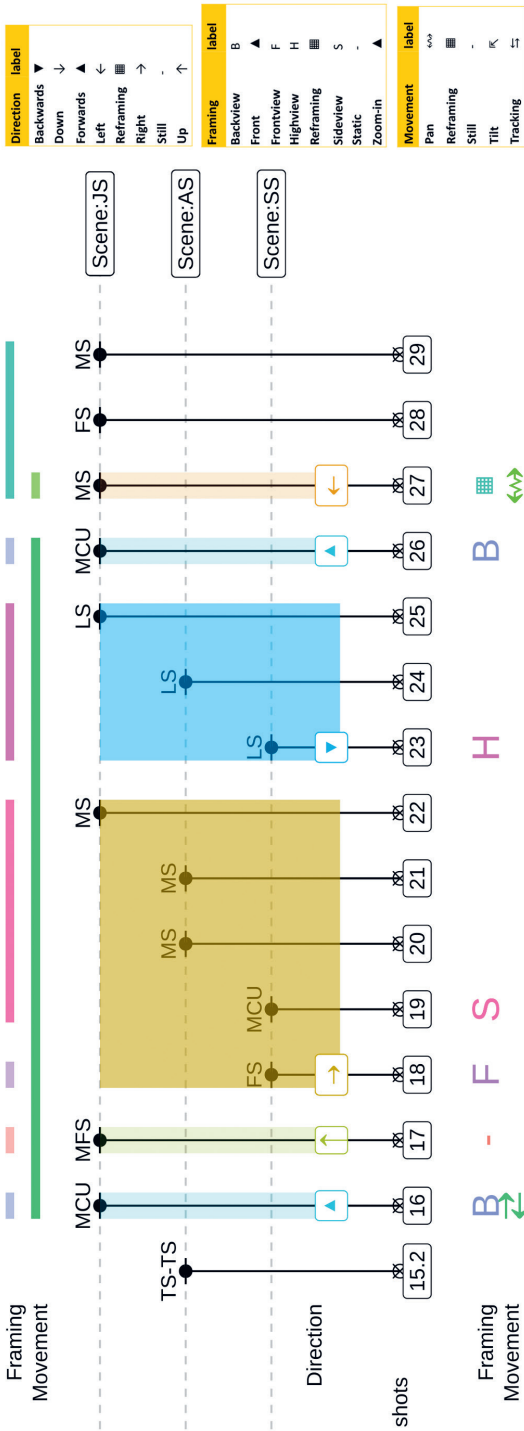 Framing
Movement
MCU MFS MS LS MCU MS FS MS Scene:JS
TS-TS MS MS LS Scene:AS
FS MCU LS Scene:SS
Direction
shots 15.2 16 17 18 19 20 21 22 23 24 25 26 27 28 29
Framing B - F S H B
Movement
Direction label
Backwards
Down
Forwards
Left
Reframing
Right
Still -
Up
Framing label
Backview B
Front
Frontview F
Highview H
Reframing
Sideview S
Static -
Zoom-in
Movement label
Pan
Reframing
Still -
Tilt
Tracking